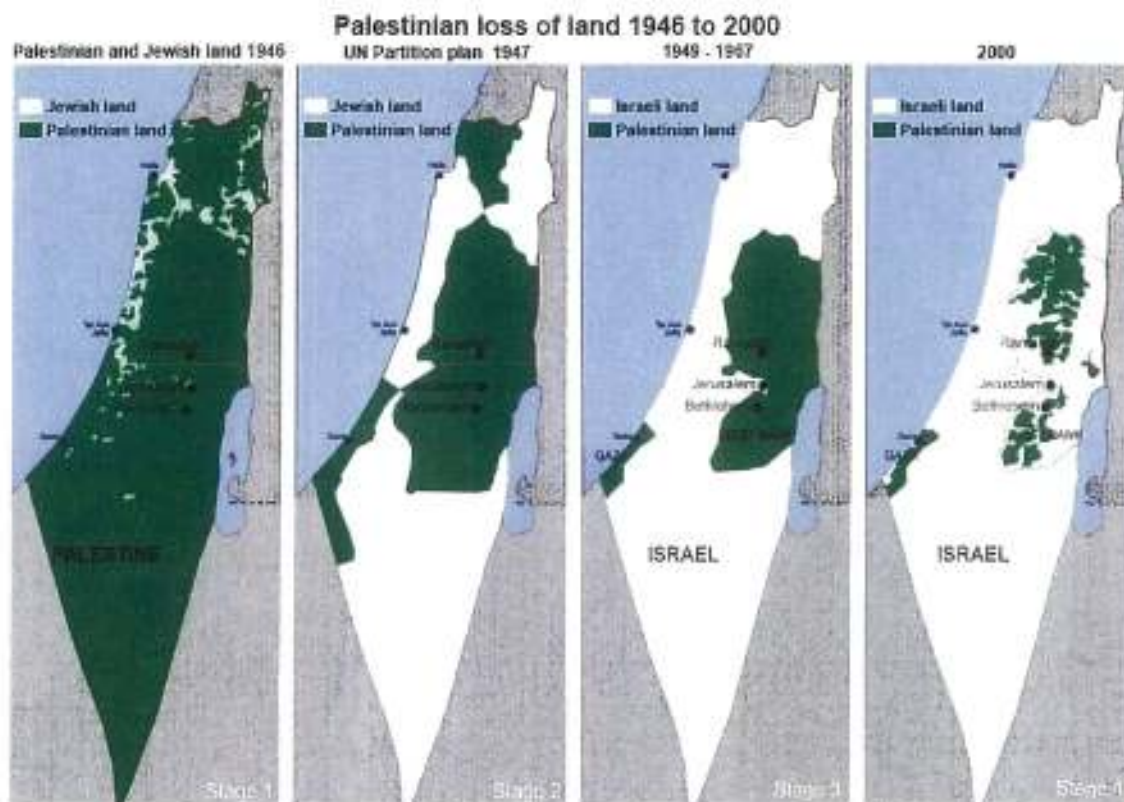 Palestinian loss of land 1946 to 2000
Palestinian and Jewish land 1946
Jewish land
Palestinian land
PALESTINE
Stage 1
UN Partition plan 1947
Jewish land
Palestinian land
Stage 2
1949 - 1967
Israeli land
Palestinian land
Jerusalem
Bethlehem
ISRAEL
Stage 3
2000
Israeli land
Palestinian land
Jerusalem
Bethlehem
ISRAEL
Stage 4